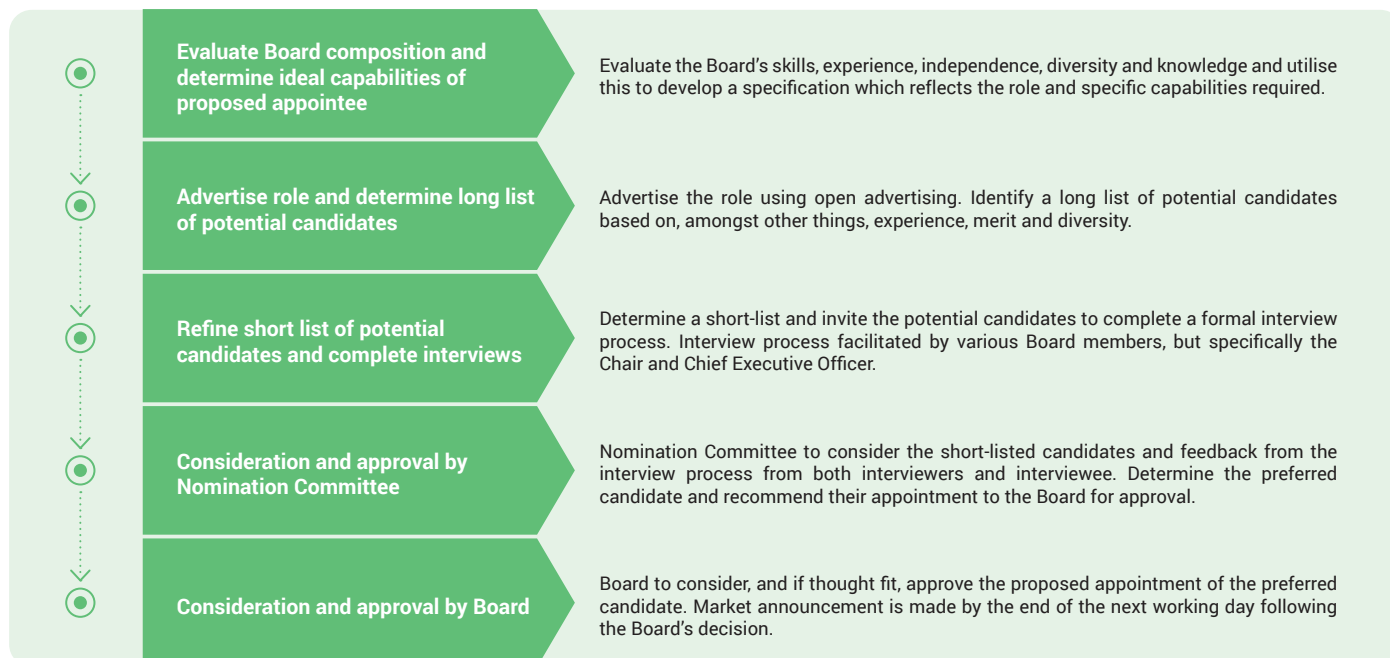 Evaluate Board composition and
determine ideal capabilities of
proposed appointee
Evaluate the Board's skills, experience, independence, diversity and knowledge and utilise
this to develop a specification which reflects the role and specific capabilities required.
Advertise role and determine long list
of potential candidates
Advertise the role using open advertising. Identify a long list of potential candidates
based on, amongst other things, experience, merit and diversity.
Refine short list of potential
candidates and complete interviews
Determine a short-list and invite the potential candidates to complete a formal interview
process. Interview process facilitated by various Board members, but specifically the
Chair and Chief Executive Officer.
Consideration and approval by
Nomination Committee
Nomination Committee to consider the short-listed candidates and feedback from the
interview process from both interviewers and interviewee. Determine the preferred
candidate and recommend their appointment to the Board for approval.
Consideration and approval by Board
Board to consider, and if thought fit, approve the proposed appointment of the preferred
candidate. Market announcement is made by the end of the next working day following
the Board's decision.